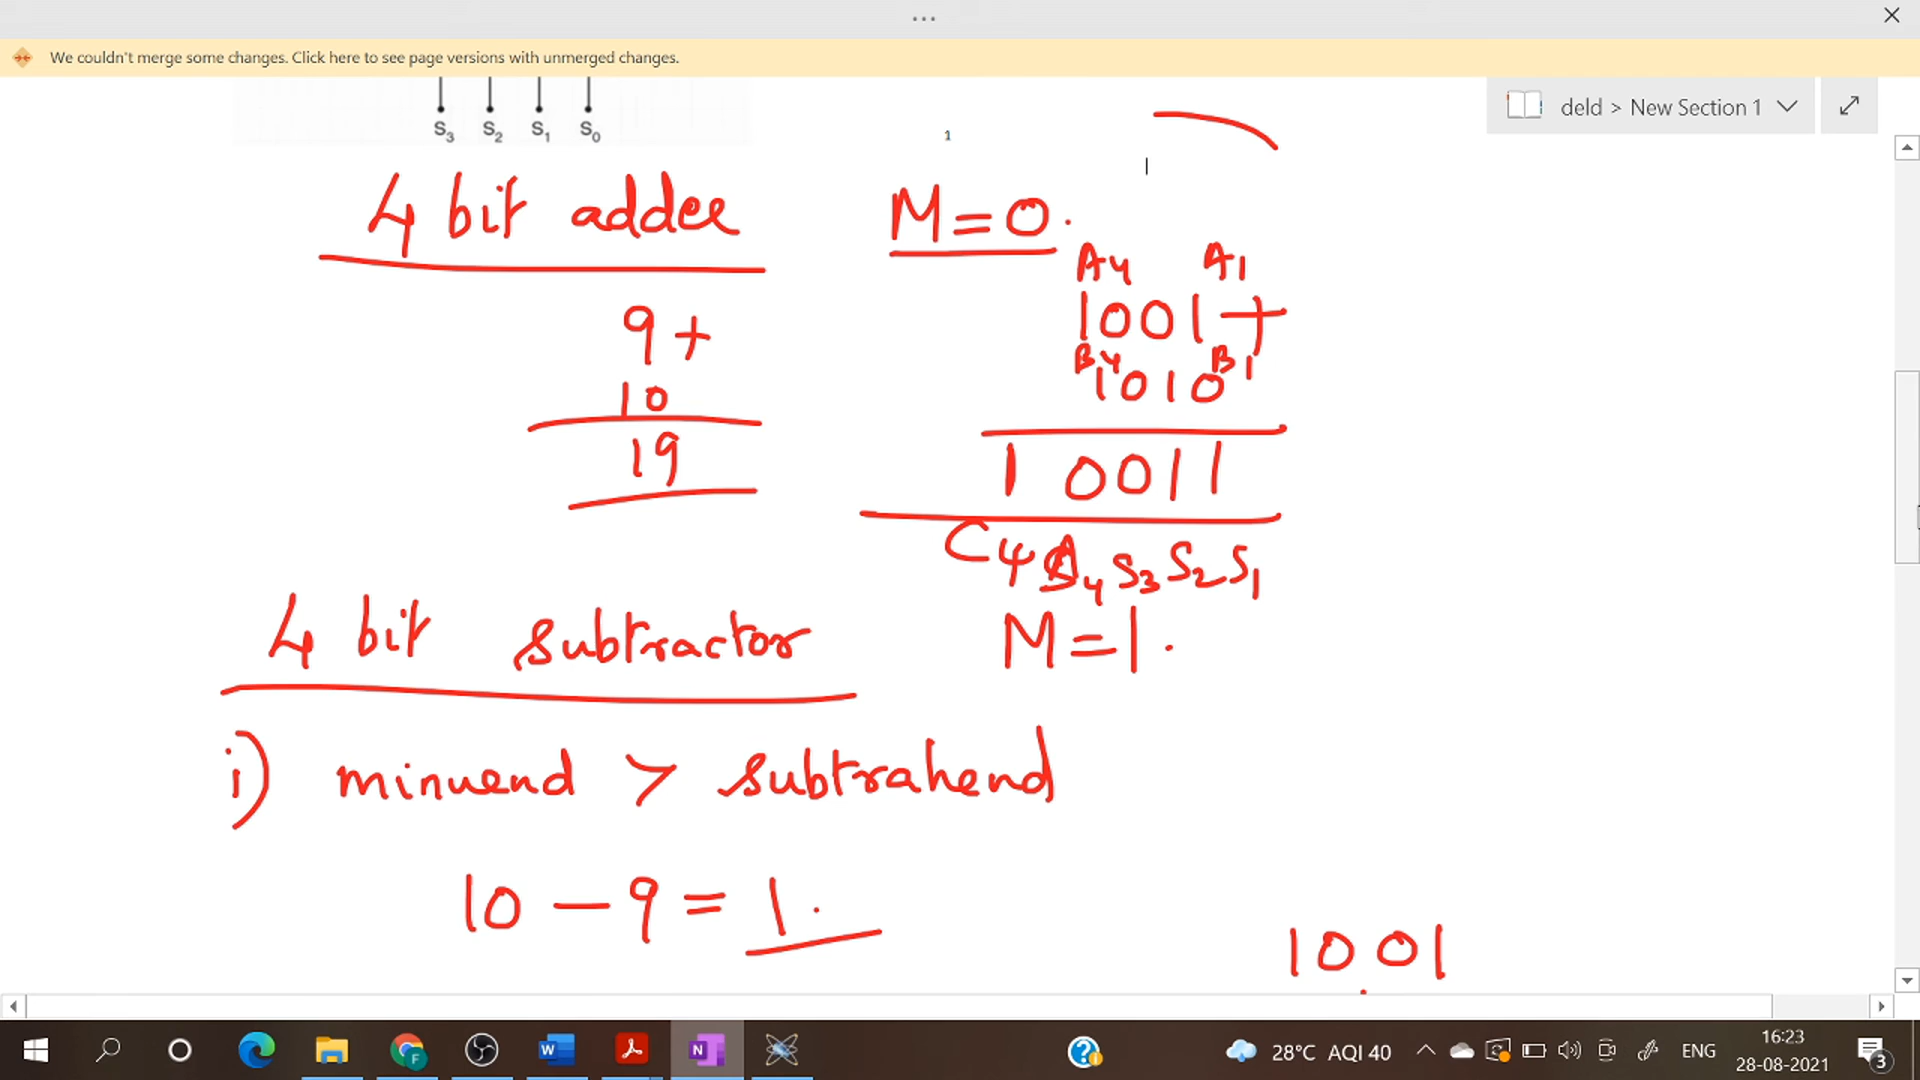 ...
We couldn't merge some changes. Click here to see page versions with unmerged changes.
deld > New Section 1
S3 S2 S1 S0
1
4 bit adder M=0.
A4 A1
9+ 1001+
B4 B1
10 1010
19 1 0011
C4 S4 S3 S2 S1
4 bit subtractor M=1.
i) minuend > subtrahend
10 - 9 = 1.
1001
W
N
28°C AQI 40
ENG
16:23
28-08-2021
3